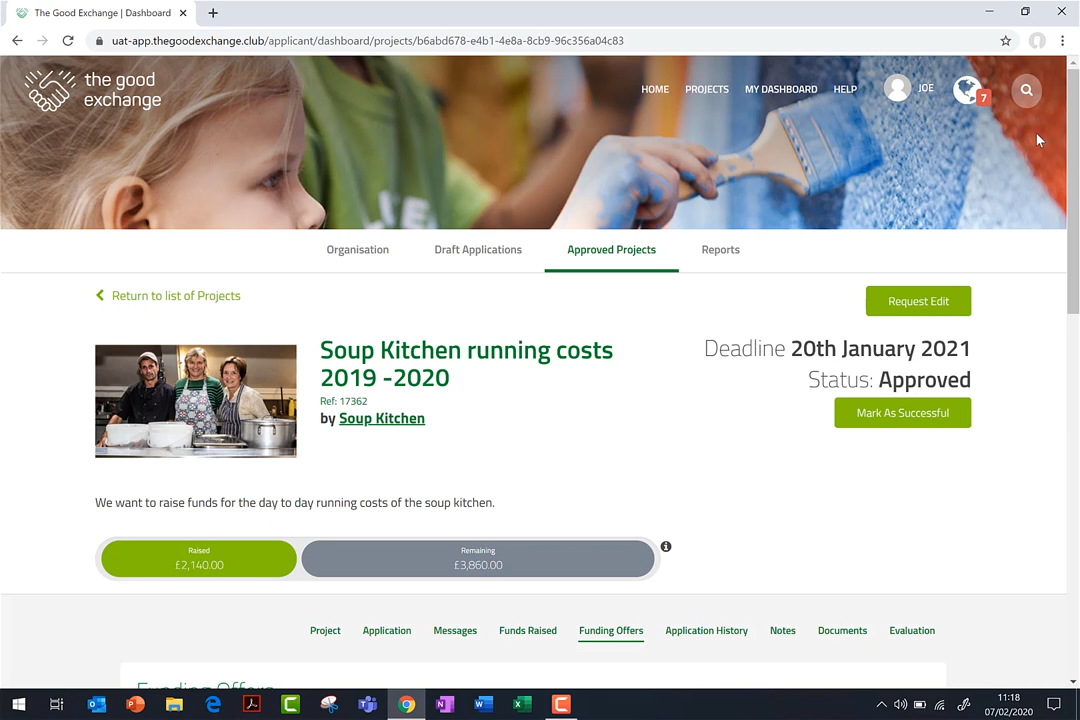 The Good Exchange | Dashboard
uat-app.thegoodexchange.club/applicant/dashboard/projects/b6abd678-e4b1-4e8a-8cb9-96c356a04c83
the good
exchange
HOME PROJECTS MY DASHBOARD HELP JOE 7
Organisation Draft Applications Approved Projects Reports
Return to list of Projects
Request Edit
Soup Kitchen running costs
2019 -2020
Ref: 17362
by Soup Kitchen
Deadline 20th January 2021
Status: Approved
Mark As Successful
We want to raise funds for the day to day running costs of the soup kitchen.
Raised
£2,140.00
Remaining
£3,860.00
Project Application Messages Funds Raised Funding Offers Application History Notes Documents Evaluation
Funding Offers
11:18
07/02/2020